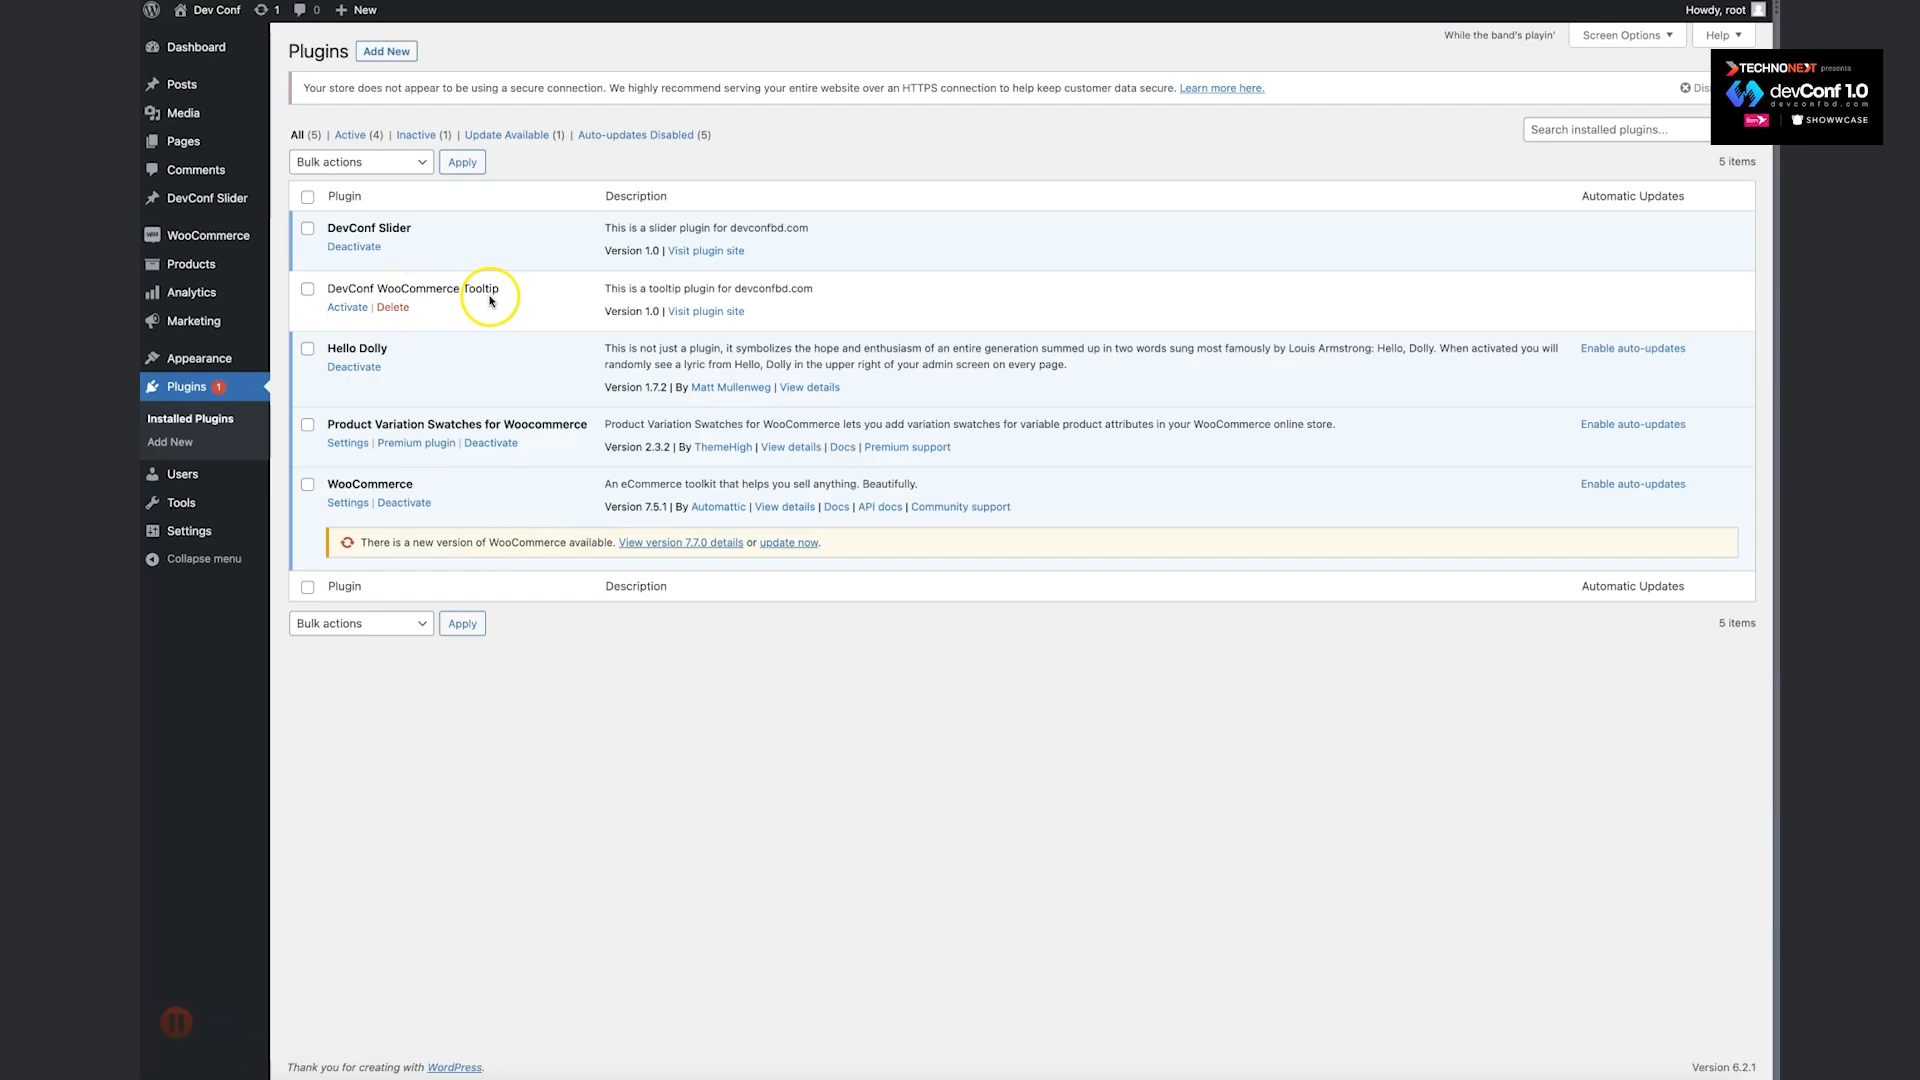 Dev Conf 1 0 New Howdy, root
Dashboard
Posts
Media
Pages
Comments
DevConf Slider
WooCommerce
Products
Analytics
Marketing
Appearance
Plugins 1
Installed Plugins
Add New
Users
Tools
Settings
Collapse menu
While the band's playin' Screen Options Help
Plugins Add New
Your store does not appear to be using a secure connection. We highly recommend serving your entire website over an HTTPS connection to help keep customer data secure. Learn more here. Dis
TECHNONEXT presents
devConf 1.0
devconfbd.com
SHOWWCASE
All (5) | Active (4) | Inactive (1) | Update Available (1) | Auto-updates Disabled (5)
Search installed plugins...
Bulk actions Apply 5 items
Plugin Description Automatic Updates
DevConf Slider This is a slider plugin for devconfbd.com
Deactivate Version 1.0 | Visit plugin site
DevConf WooCommerce Tooltip This is a tooltip plugin for devconfbd.com
Activate | Delete Version 1.0 | Visit plugin site
Hello Dolly This is not just a plugin, it symbolizes the hope and enthusiasm of an entire generation summed up in two words sung most famously by Louis Armstrong: Hello, Dolly. When activated you will Enable auto-updates
Deactivate randomly see a lyric from Hello, Dolly in the upper right of your admin screen on every page.
Version 1.7.2 | By Matt Mullenweg | View details
Product Variation Swatches for Woocommerce Product Variation Swatches for WooCommerce lets you add variation swatches for variable product attributes in your WooCommerce online store. Enable auto-updates
Settings | Premium plugin | Deactivate Version 2.3.2 | By ThemeHigh | View details | Docs | Premium support
WooCommerce An eCommerce toolkit that helps you sell anything. Beautifully. Enable auto-updates
Settings | Deactivate Version 7.5.1 | By Automattic | View details | Docs | API docs | Community support
There is a new version of WooCommerce available. View version 7.7.0 details or update now.
Plugin Description Automatic Updates
Bulk actions Apply 5 items
Thank you for creating with WordPress. Version 6.2.1